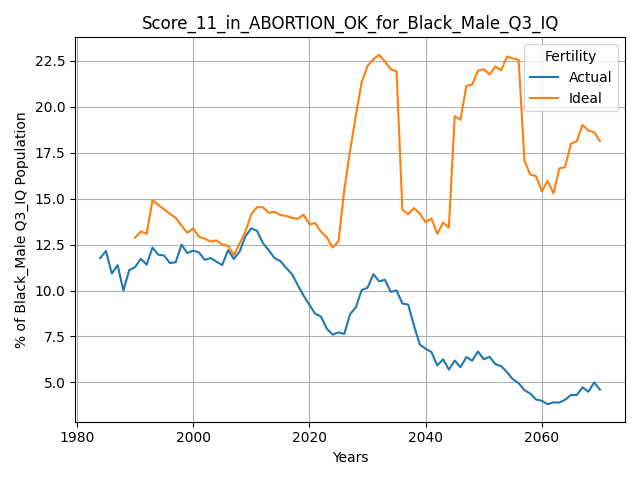 Score_11_in_ABORTION_OK_for_Black_Male_Q3_IQ
Fertility
Actual
Ideal
% of Black_Male Q3_IQ Population
22.5
20.0
17.5
15.0
12.5
10.0
7.5
5.0
1980
2000
2020
2040
2060
Years